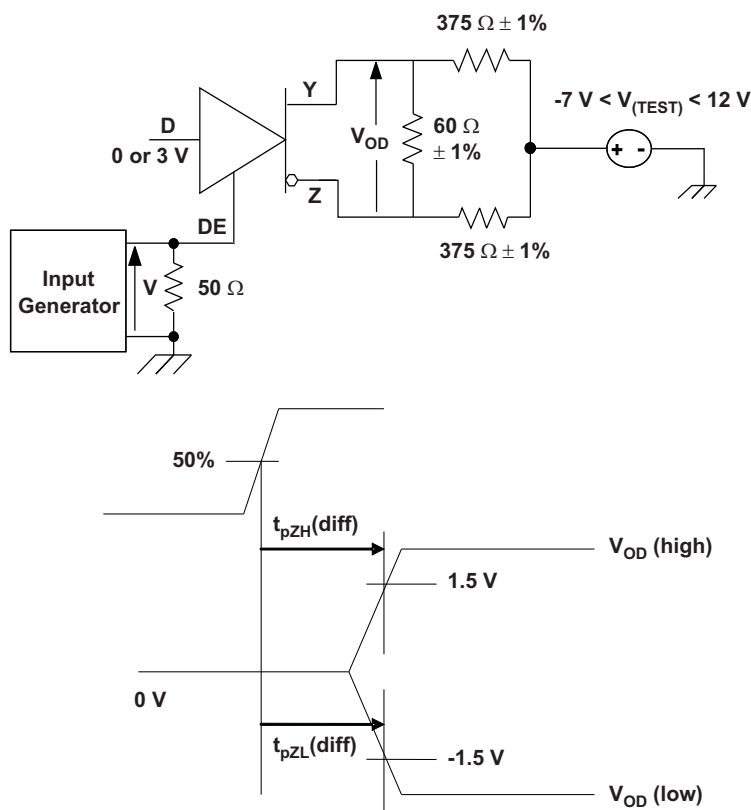 375 Ω ± 1%
Y
-7 V < V(TEST) < 12 V
D
VOD
60 Ω
± 1%
+ -
0 or 3 V
Z
DE
375 Ω ± 1%
Input
Generator
V
50 Ω
50%
tpZH(diff)
VOD (high)
1.5 V
0 V
tpZL(diff)
-1.5 V
VOD (low)